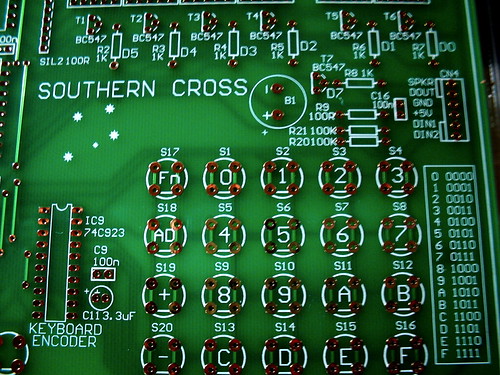 T1 T2 T3 T4 T5 T6
BC547 BC547 BC547 BC547 BC547 BC547
R2 1K D5 R3 1K D4 R4 1K D3 R5 1K D2 R6 1K D1 R7 1K D0
SIL2 100R
SOUTHERN CROSS
B1
+
T7
BC547
D7
R8 1K
C16
100n
R9
100R
R21 100K
R20 100K
CN4
SPKR
DOUT
GND
+5V
DIN1
DIN2
S17 S1 S2 S3 S4
Fn 0 1 2 3
S18 S5 S6 S7 S8
AD 4 5 6 7
S19 S9 S10 S11 S12
+ 8 9 A B
S20 S13 S14 S15 S16
- C D E F
IC9
74C923
C9
100n
C11 3.3uF
KEYBOARD
ENCODER
0 0000
1 0001
2 0010
3 0011
4 0100
5 0101
6 0110
7 0111
8 1000
9 1001
A 1010
B 1011
C 1100
D 1101
E 1110
F 1111